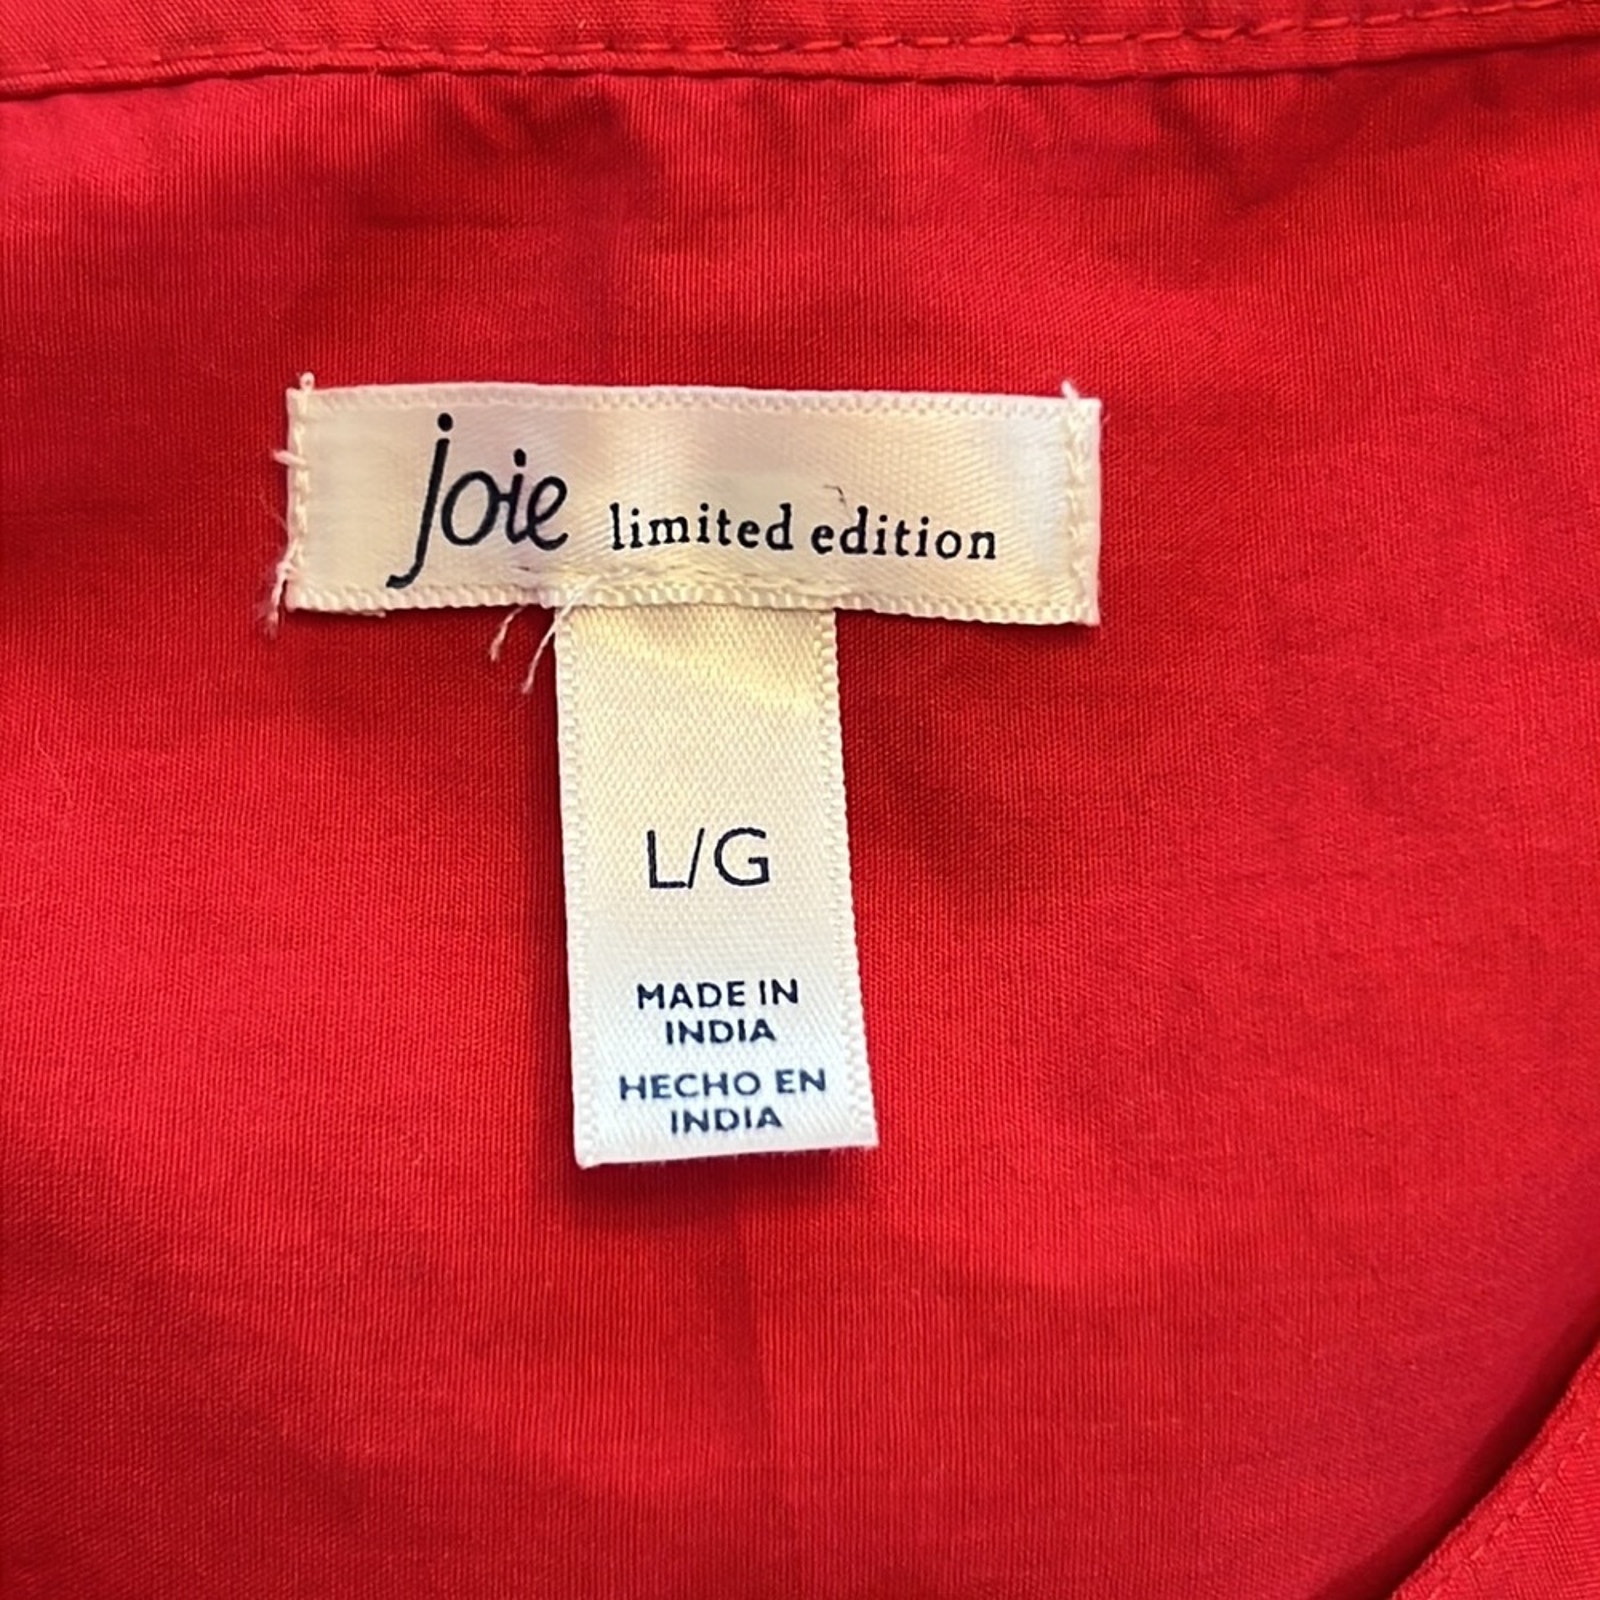 joie limited edition
L/G
MADE IN
INDIA
HECHO EN
INDIA